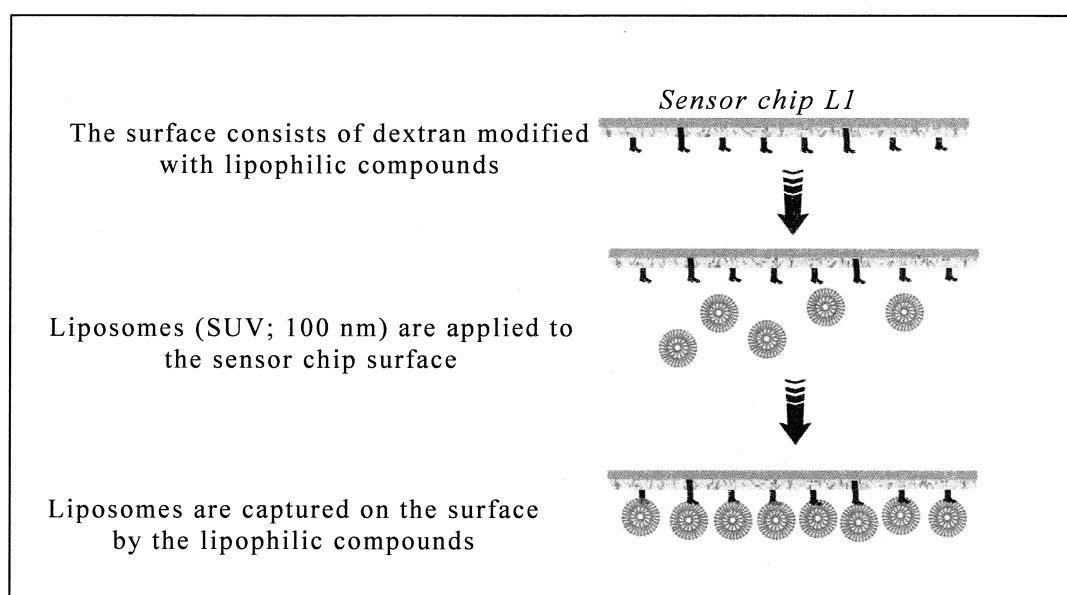 Sensor chip L1
The surface consists of dextran modified
with lipophilic compounds
Liposomes (SUV; 100 nm) are applied to
the sensor chip surface
Liposomes are captured on the surface
by the lipophilic compounds